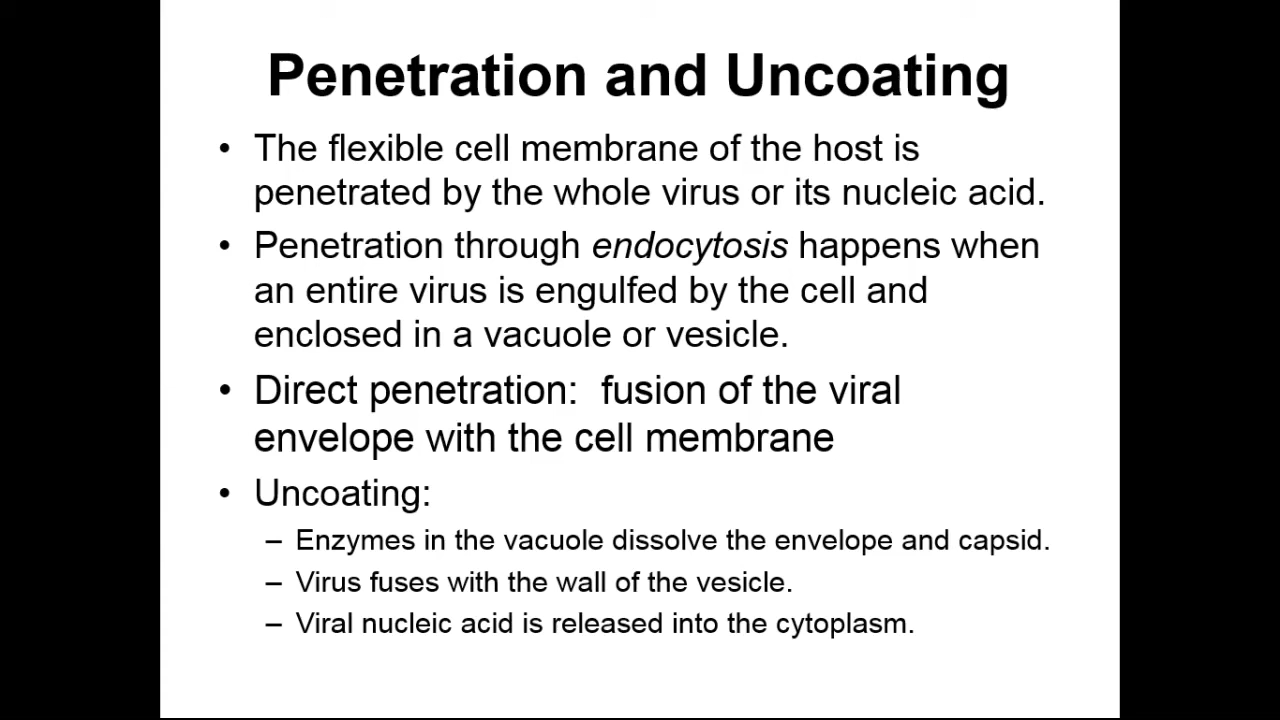 Penetration and Uncoating
• The flexible cell membrane of the host is
penetrated by the whole virus or its nucleic acid.
• Penetration through endocytosis happens when
an entire virus is engulfed by the cell and
enclosed in a vacuole or vesicle.
• Direct penetration: fusion of the viral
envelope with the cell membrane
• Uncoating:
– Enzymes in the vacuole dissolve the envelope and capsid.
– Virus fuses with the wall of the vesicle.
– Viral nucleic acid is released into the cytoplasm.